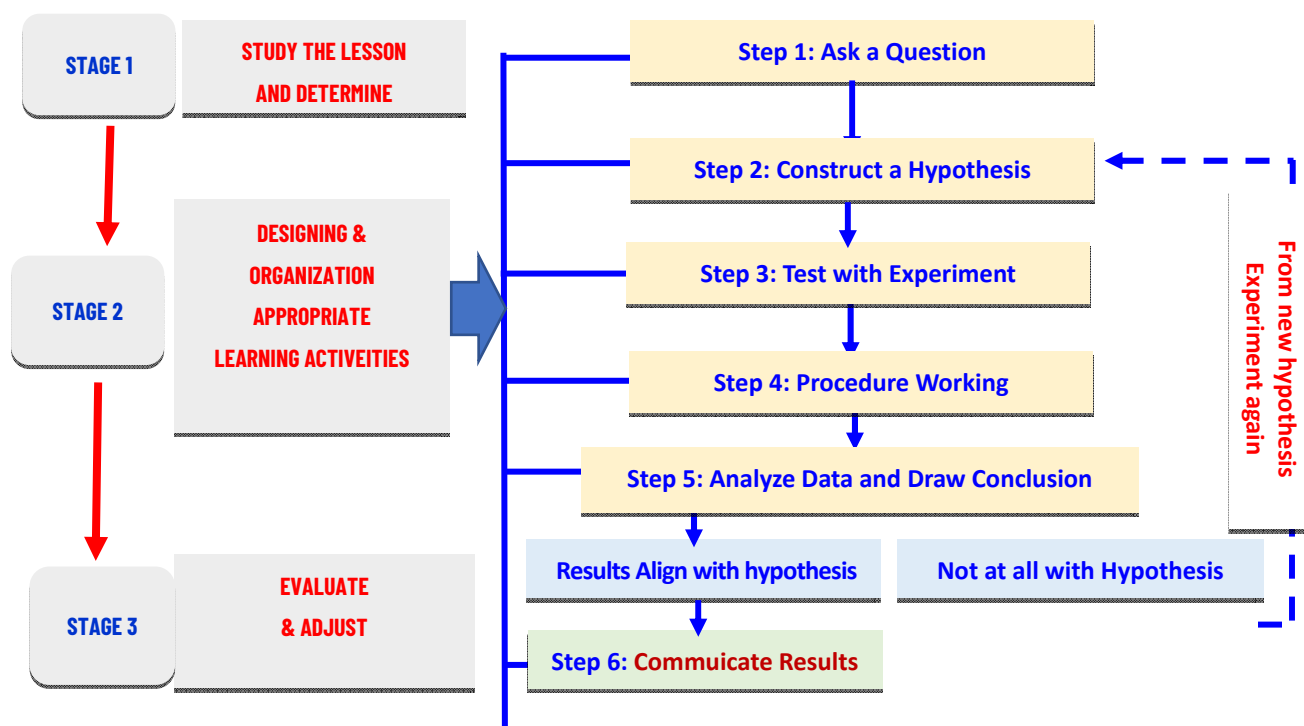 STAGE 1
STUDY THE LESSON
AND DETERMINE
STAGE 2
DESIGNING &
ORGANIZATION
APPROPRIATE
LEARNING ACTIVEITIES
STAGE 3
EVALUATE
& ADJUST
Step 1: Ask a Question
Step 2: Construct a Hypothesis
Step 3: Test with Experiment
Step 4: Procedure Working
Step 5: Analyze Data and Draw Conclusion
Results Align with hypothesis
Not at all with Hypothesis
Step 6: Commuicate Results
From new hypothesis
Experiment again